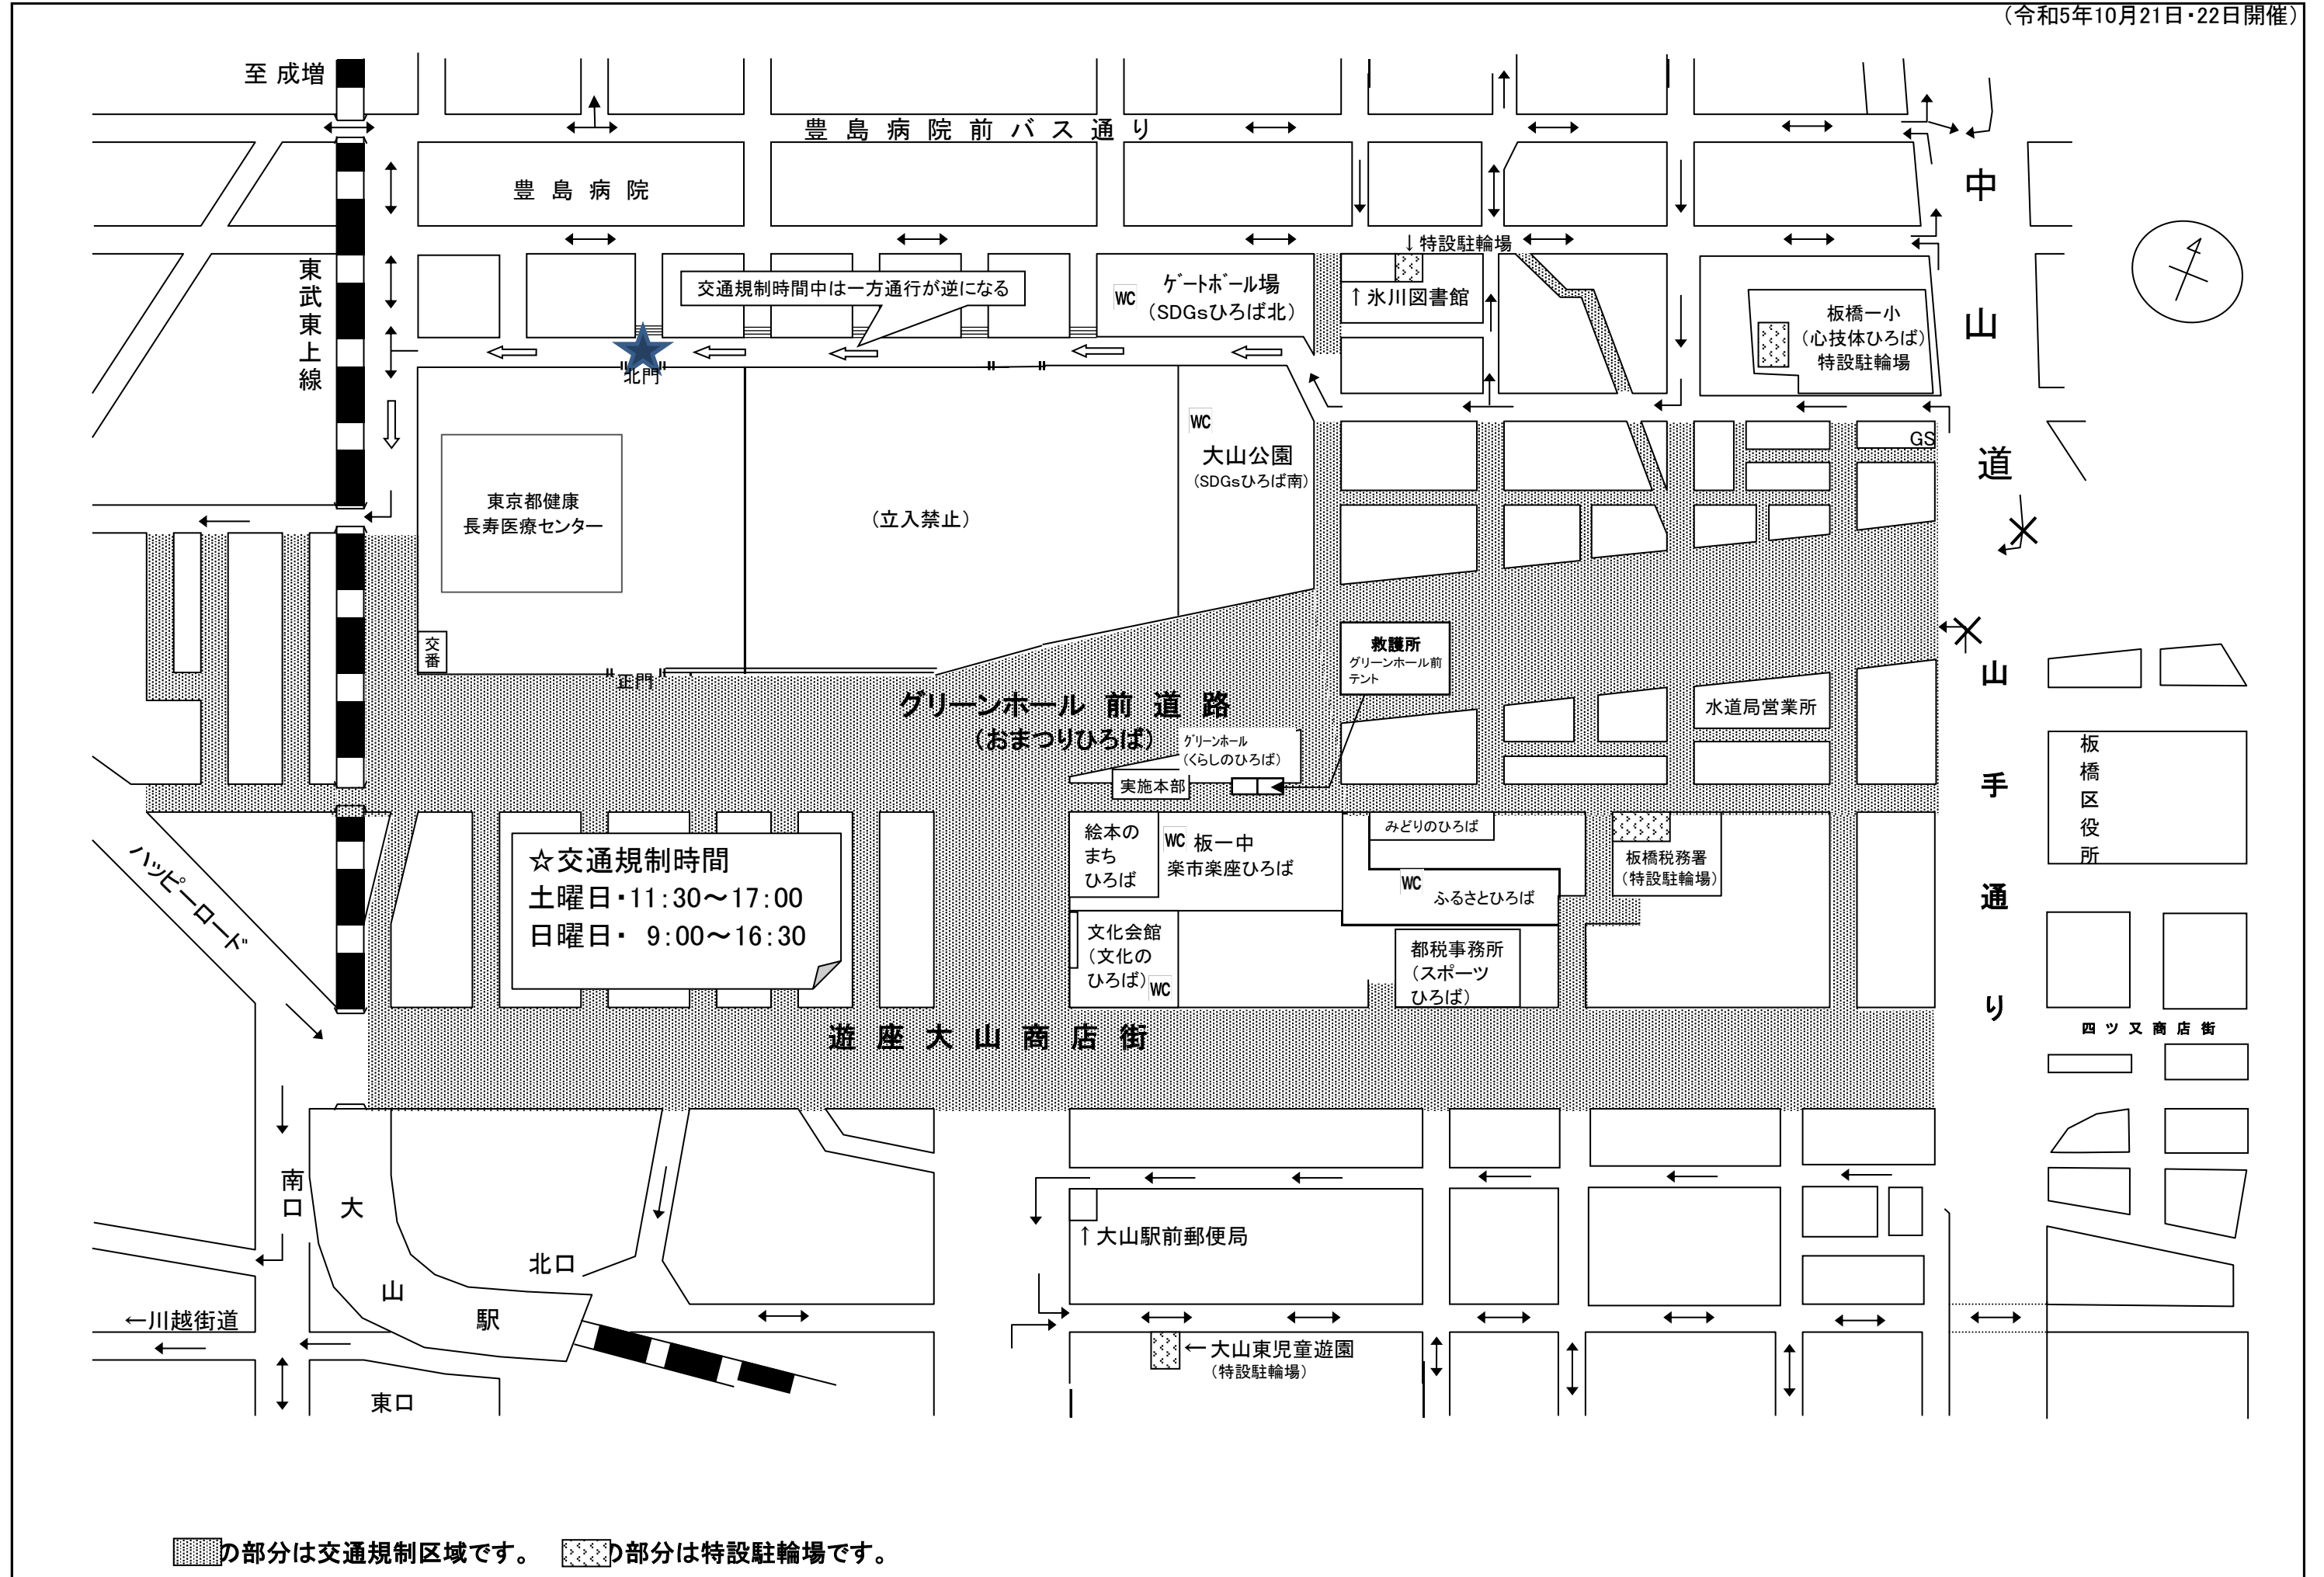 （令和5年10月21日・22日開催）
至 成増
豊島病院前バス通り
豊島病院
中山道
東武東上線
↓特設駐輪場
交通規制時間中は一方通行が逆になる
WC
ｹﾞｰﾄﾎﾞｰﾙ場
（SDGsひろば北）
↑氷川図書館
板橋一小
（心技体ひろば）
特設駐輪場
北門
WC
大山公園
（SDGsひろば南）
GS
東京都健康
長寿医療センター
（立入禁止）
交番
正門
救護所
グリーンホール前
テント
グリーンホール 前 道 路
（おまつりひろば）
ｸﾞﾘｰﾝﾎｰﾙ
（くらしのひろば）
実施本部
水道局営業所
山手通り
板橋区役所
ハッピーロード
☆交通規制時間
土曜日・11:30～17:00
日曜日・ 9:00～16:30
絵本の
まち
ひろば
WC 板一中
楽市楽座ひろば
みどりのひろば
板橋税務署
（特設駐輪場）
WC
ふるさとひろば
文化会館
（文化の
ひろば）
WC
都税事務所
（スポーツ
ひろば）
遊座大山商店街
四ツ又商店街
南口
大山駅
北口
↑大山駅前郵便局
←川越街道
←大山東児童遊園
（特設駐輪場）
東口
の部分は交通規制区域です。
の部分は特設駐輪場です。